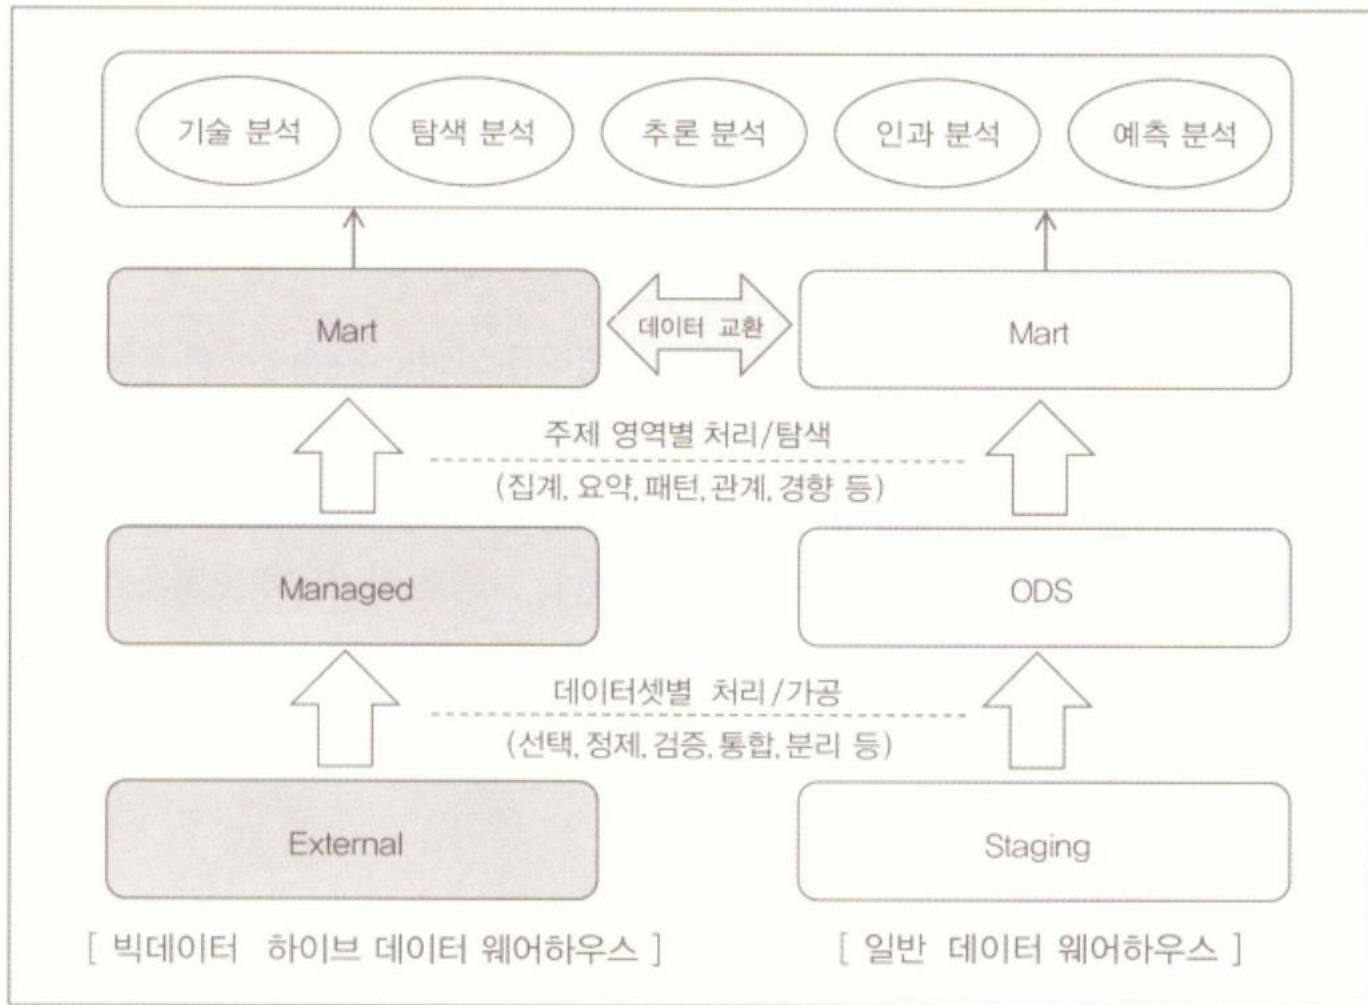 기술 분석
탐색 분석
추론 분석
인과 분석
예측 분석
Mart
데이터 교환
Mart
주제 영역별 처리/탐색
(집계, 요약, 패턴, 관계, 경향 등)
Managed
ODS
데이터셋별 처리/가공
(선택, 정제, 검증, 통합, 분리 등)
External
Staging
[ 빅데이터 하이브 데이터 웨어하우스 ]
[ 일반 데이터 웨어하우스 ]